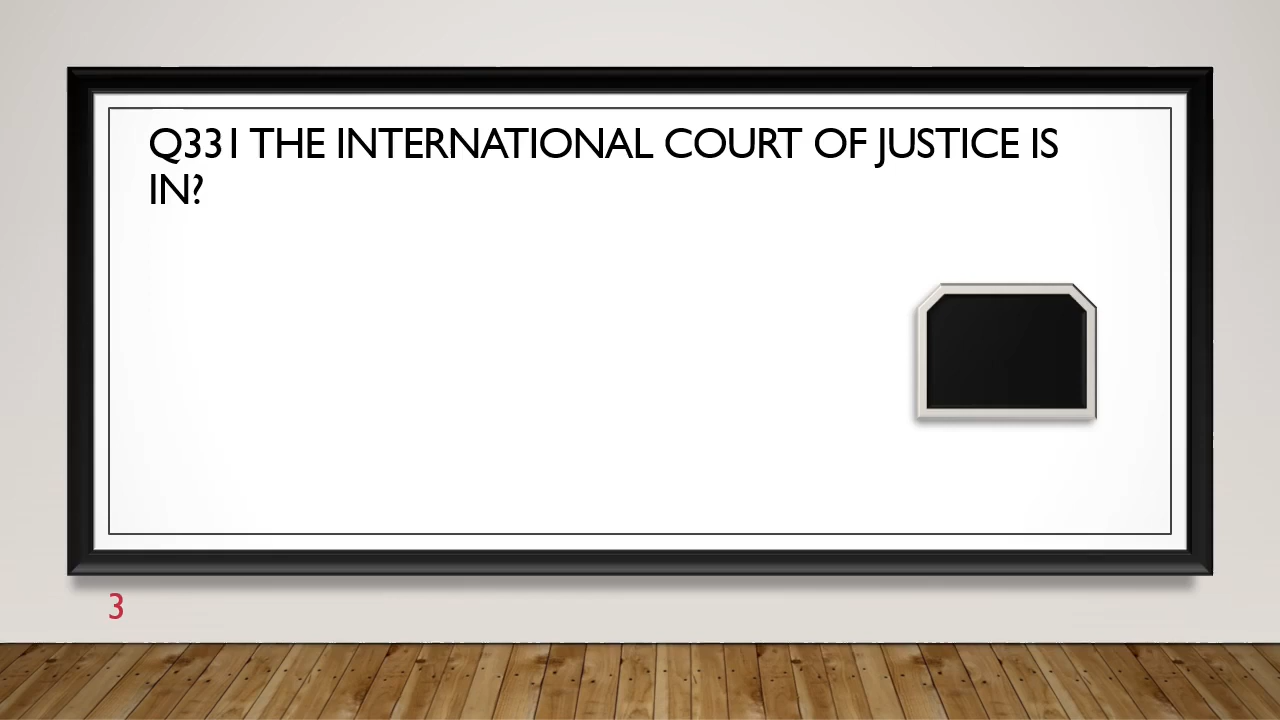 Q331 THE INTERNATIONAL COURT OF JUSTICE IS
IN?
3